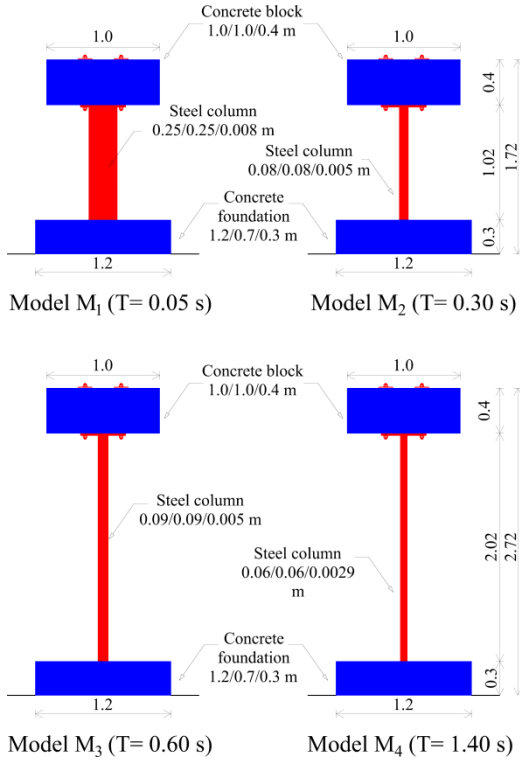 1.0
Concrete block
1.0/1.0/0.4 m
1.0
Steel column
0.25/0.25/0.008 m
Steel column
0.08/0.08/0.005 m
0.4
1.02
1.72
Concrete
foundation
1.2/0.7/0.3 m
0.3
1.2
1.2
Model M1 (T= 0.05 s)
Model M2 (T= 0.30 s)
1.0
Concrete block
1.0/1.0/0.4 m
1.0
0.4
Steel column
0.09/0.09/0.005 m
Steel column
0.06/0.06/0.0029
m
2.02
2.72
Concrete
foundation
1.2/0.7/0.3 m
0.3
1.2
1.2
Model M3 (T= 0.60 s)
Model M4 (T= 1.40 s)